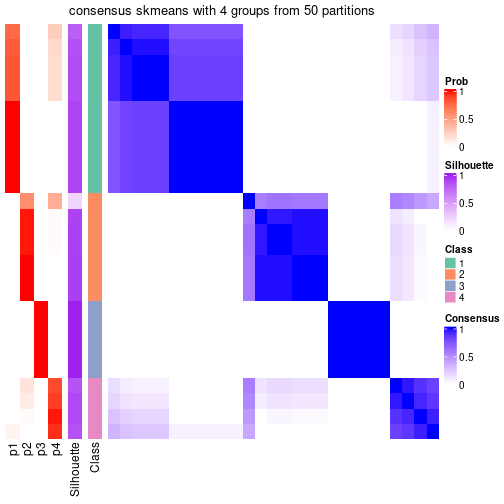 consensus skmeans with 4 groups from 50 partitions
Prob
1
0.5
0
Silhouette
1
0.5
0
Class
1
2
3
4
Consensus
1
0.5
0
p1
p2
p3
p4
Silhouette
Class